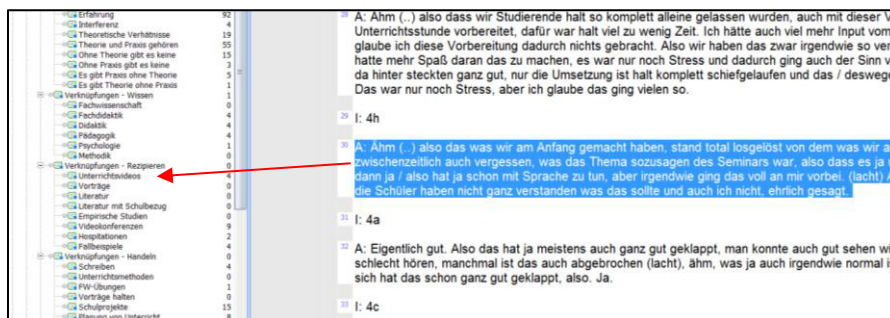 Erfahrung 92
Interferenz 4
Theoretische Verhältnisse 19
Theorie und Praxis gehören 55
Ohne Theorie gibt es keine 15
Ohne Praxis gibt es keine 3
Es gibt Praxis ohne Theorie 5
Es gibt Theorie ohne Praxis 1
Verknüpfungen - Wissen 1
Fachwissenschaft 0
Fachdidaktik 4
Didaktik 4
Pädagogik 4
Psychologie 1
Methodik 0
Verknüpfungen - Rezipieren 0
Unterrichtsvideos 4
Vorträge 0
Literatur 0
Literatur mit Schulbezug 0
Empirische Studien 0
Videokonferenzen 9
Hospitationen 2
Fallbeispiele 4
Verknüpfungen - Handeln 0
Schreiben 4
Unterrichtsmethoden 0
FW-Übungen 1
Vorträge halten 0
Schulprojekte 15
Planung von Unterricht 8
28 A: Ähm (..) also dass wir Studierende halt so komplett alleine gelassen wurden, auch mit dieser
Unterrichtsstunde vorbereitet, dafür war halt viel zu wenig Zeit. Ich hätte auch viel mehr Input vom
glaube ich diese Vorbereitung dadurch nichts gebracht. Also wir haben das zwar irgendwie so
hatte mehr Spaß daran das zu machen, es war nur noch Stress und dadurch ging auch der Sinn
da hinter steckten ganz gut, nur die Umsetzung ist halt komplett schiefgelaufen und das /
Das war nur noch Stress, aber ich glaube das ging vielen so.
29 I: 4h
30 A: Ähm (..) also das was wir am Anfang gemacht haben, stand total losgelöst von dem was wir
zwischenzeitlich auch vergessen, was das Thema sozusagen des Seminars war, also dass es ja
dann ja / also hat ja schon mit Sprache zu tun, aber irgendwie ging das voll an mir vorbei. (lacht)
die Schüler haben nicht ganz verstanden was das sollte und auch ich nicht, ehrlich gesagt.
31 I: 4a
32 A: Eigentlich gut. Also das hat ja meistens auch ganz gut geklappt, man konnte auch gut sehen
schlecht hören, manchmal ist das auch abgebrochen (lacht), ähm, was ja auch irgendwie normal
sich hat das schon ganz gut geklappt, also. Ja.
33 I: 4c